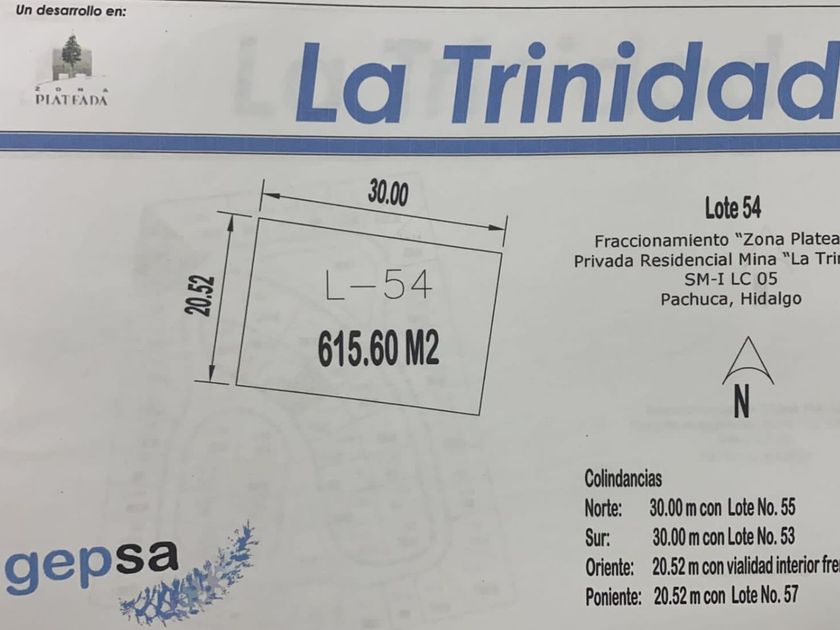 Un desarrollo en:
ZONA
PLATEADA
La Trinidad
30.00
20.52
L-54
615.60 M2
Lote 54
Fraccionamiento "Zona Platea
Privada Residencial Mina "La Tri
SM-I LC 05
Pachuca, Hidalgo
N
Colindancias
Norte: 30.00 m con Lote No. 55
Sur: 30.00 m con Lote No. 53
Oriente: 20.52 m con vialidad interior fre
Poniente: 20.52 m con Lote No. 57
gepsa